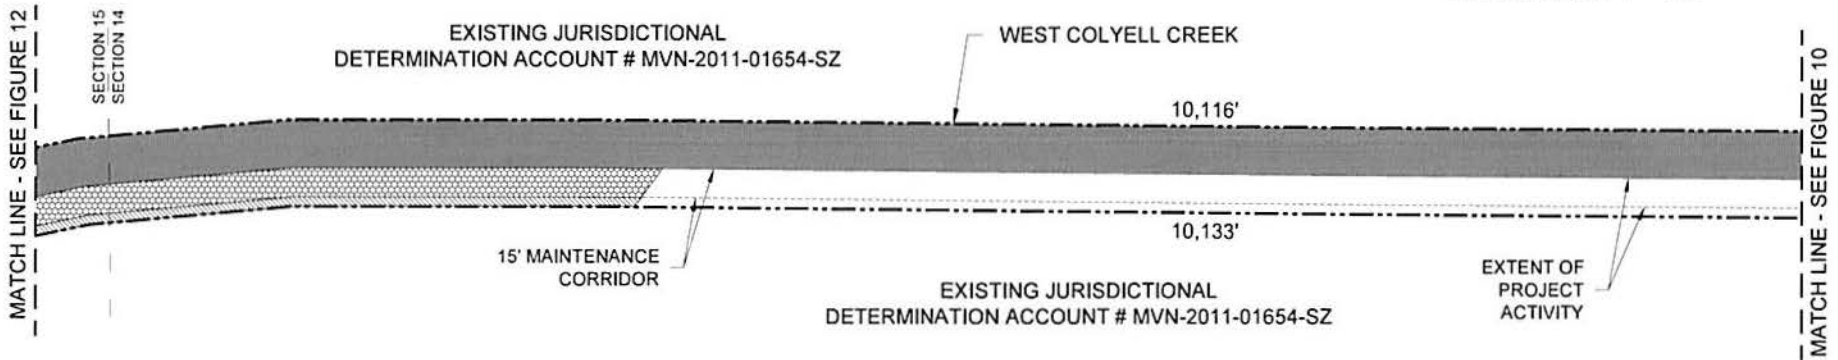 MATCH LINE - SEE FIGURE 12
SECTION 15
SECTION 14
EXISTING JURISDICTIONAL
DETERMINATION ACCOUNT # MVN-2011-01654-SZ
WEST COLYELL CREEK
10,116'
MATCH LINE - SEE FIGURE 10
15' MAINTENANCE
CORRIDOR
10,133'
EXISTING JURISDICTIONAL
DETERMINATION ACCOUNT # MVN-2011-01654-SZ
EXTENT OF
PROJECT
ACTIVITY